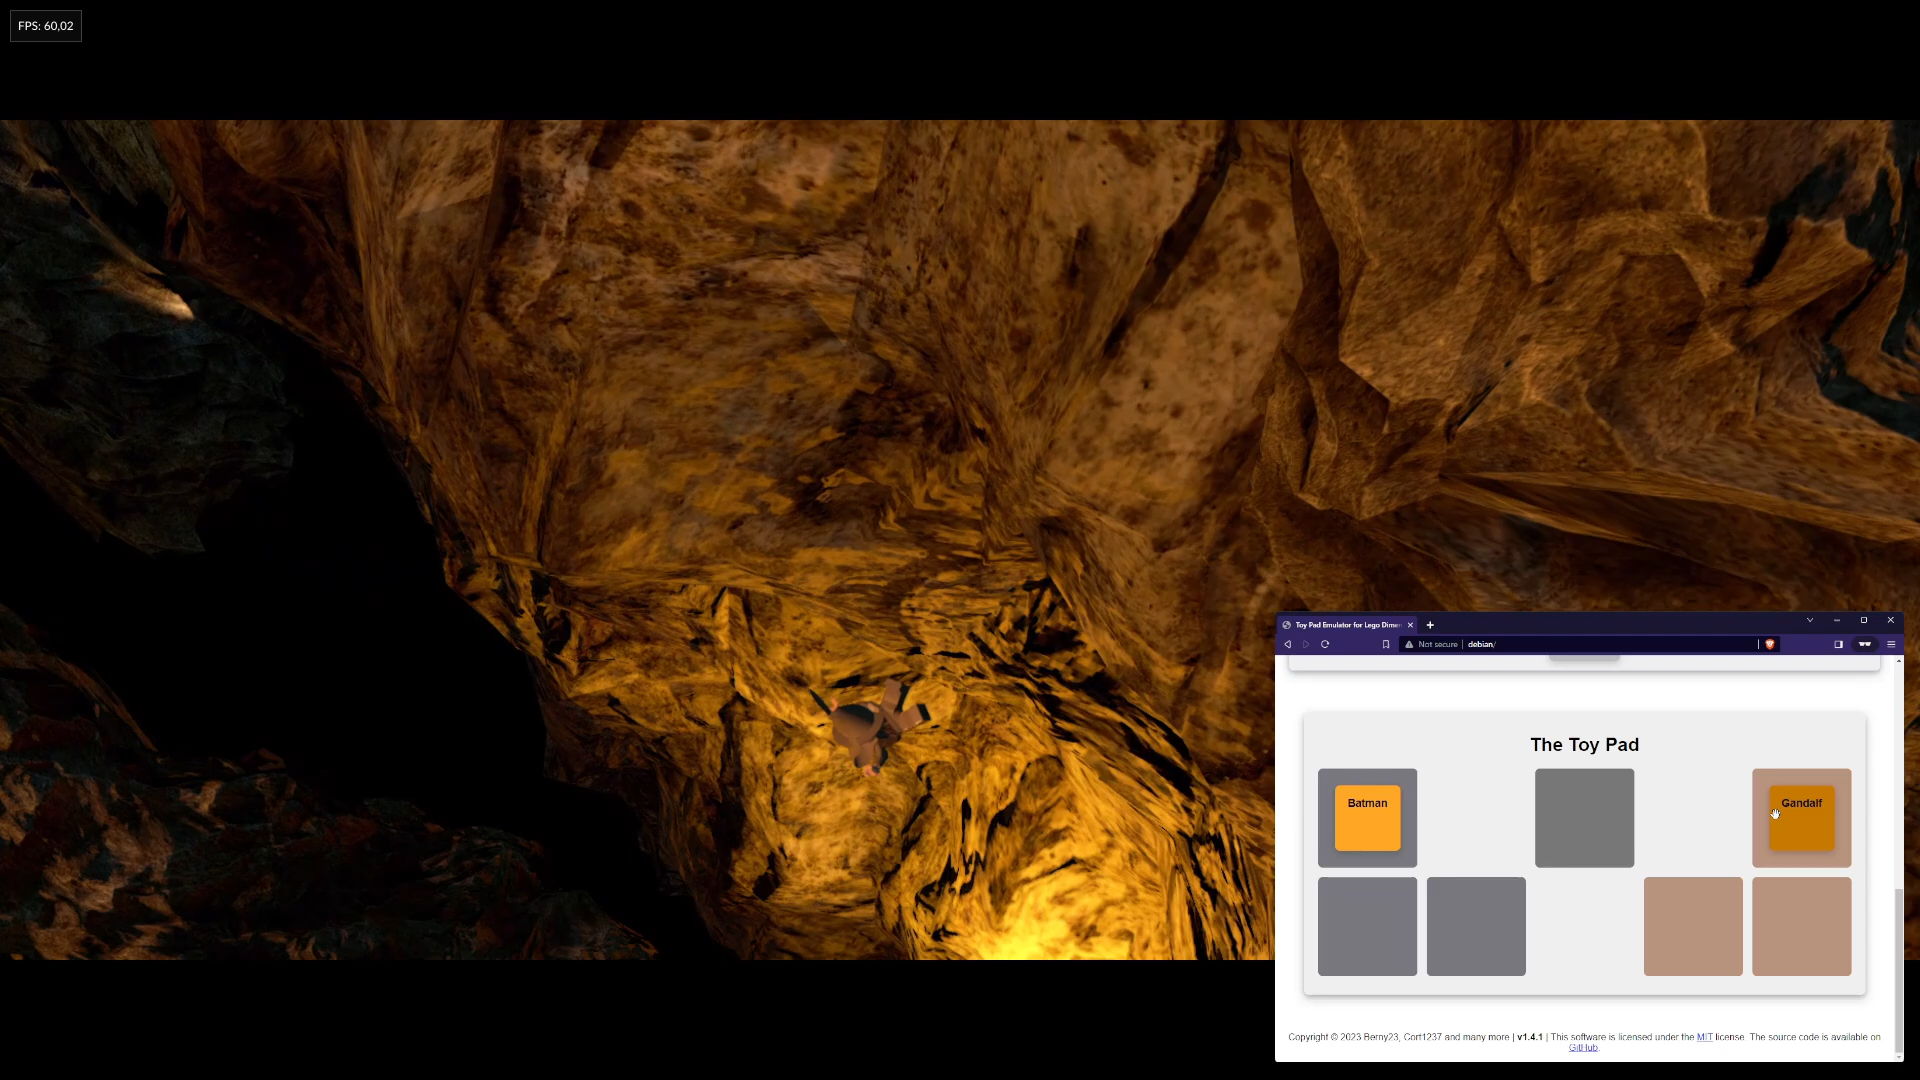 FPS: 60,02
Toy Pad Emulator for Lego Dimen
Not secure
debian/
The Toy Pad
Batman
Gandalf
Copyright © 2023 Berny23, Cort1237 and many more | v1.4.1 | This software is licensed under the MIT license. The source code is available on
GitHub.